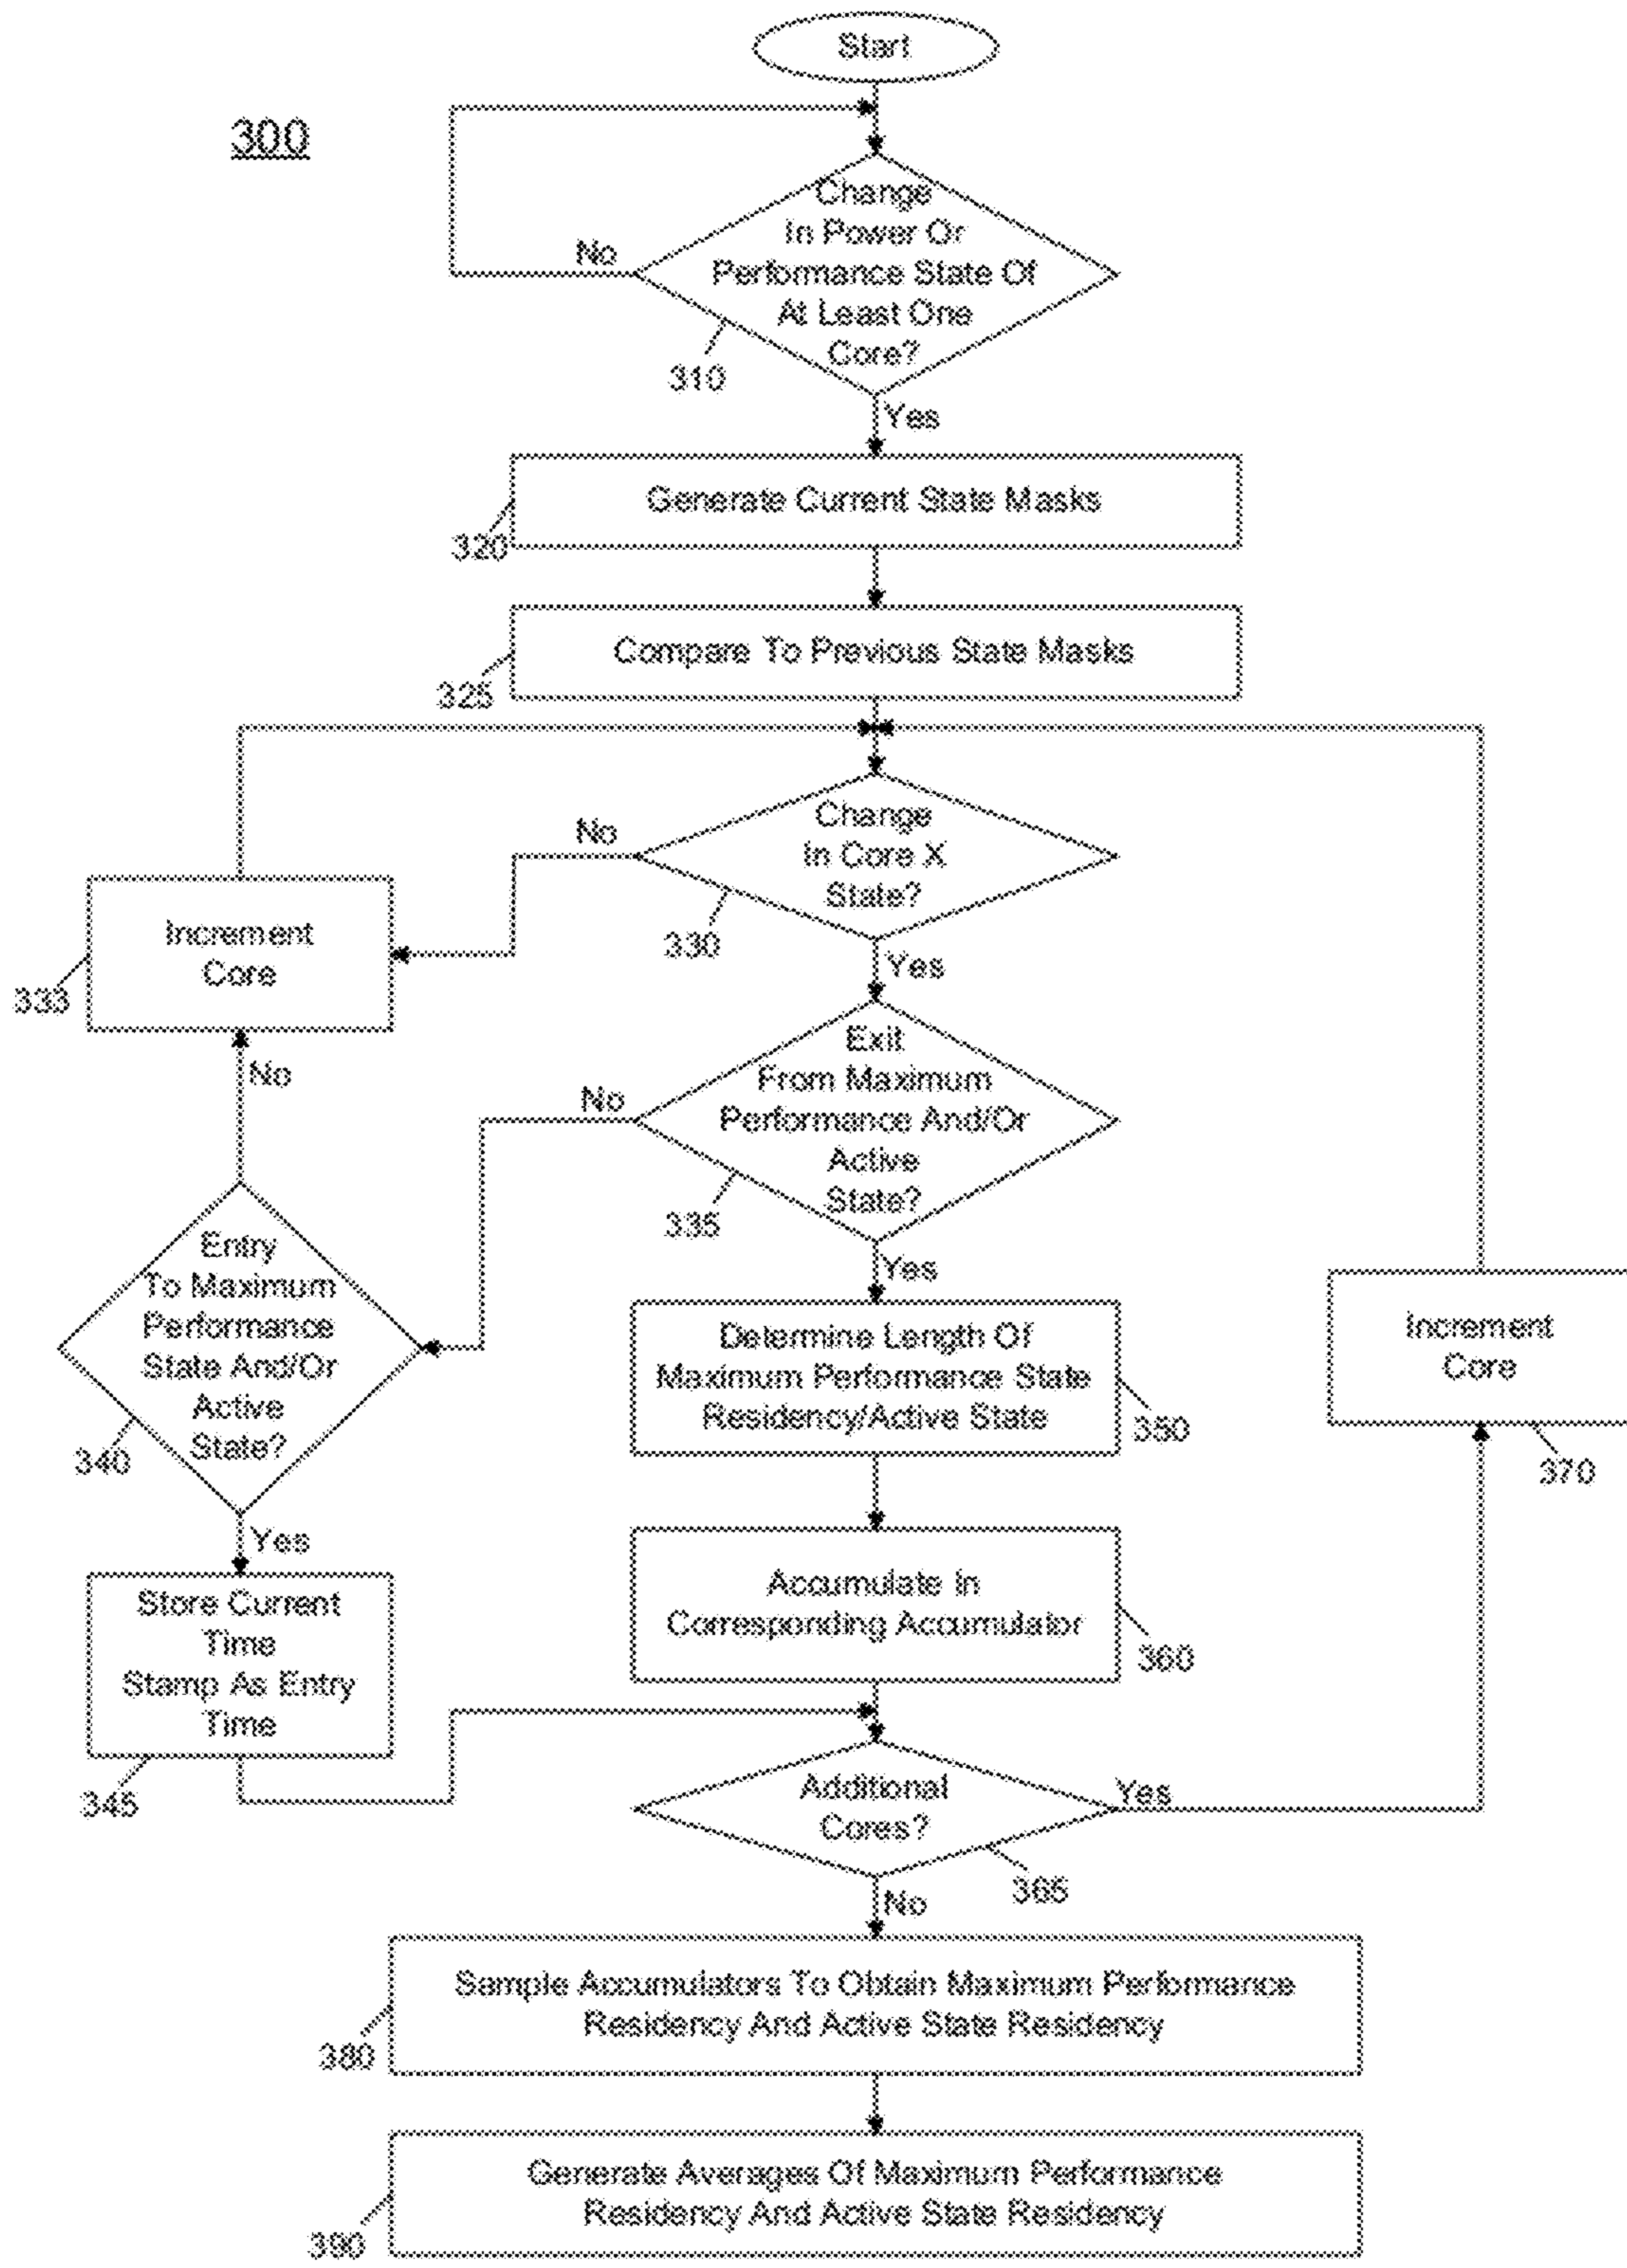 Start
300
Change
In Power Or
Performance State Of
At Least One
Core?
No
310
Yes
Generate Current State Masks
320
Compare To Previous State Masks
325
Change
In Core X
State?
No
330
Yes
Increment
Core
333
Exit
From Maximum
Performance And/Or
Active
State?
No
335
Yes
No
Entry
To Maximum
Performance
State And/Or
Active
State?
340
Yes
Determine Length Of
Maximum Performance State
Residency/Active State
350
Increment
Core
370
Store Current
Time
Stamp As Entry
Time
345
Accumulate In
Corresponding Accumulator
360
Additional
Cores?
Yes
365
No
Sample Accumulators To Obtain Maximum Performance
Residency And Active State Residency
380
Generate Averages Of Maximum Performance
Residency And Active State Residency
390